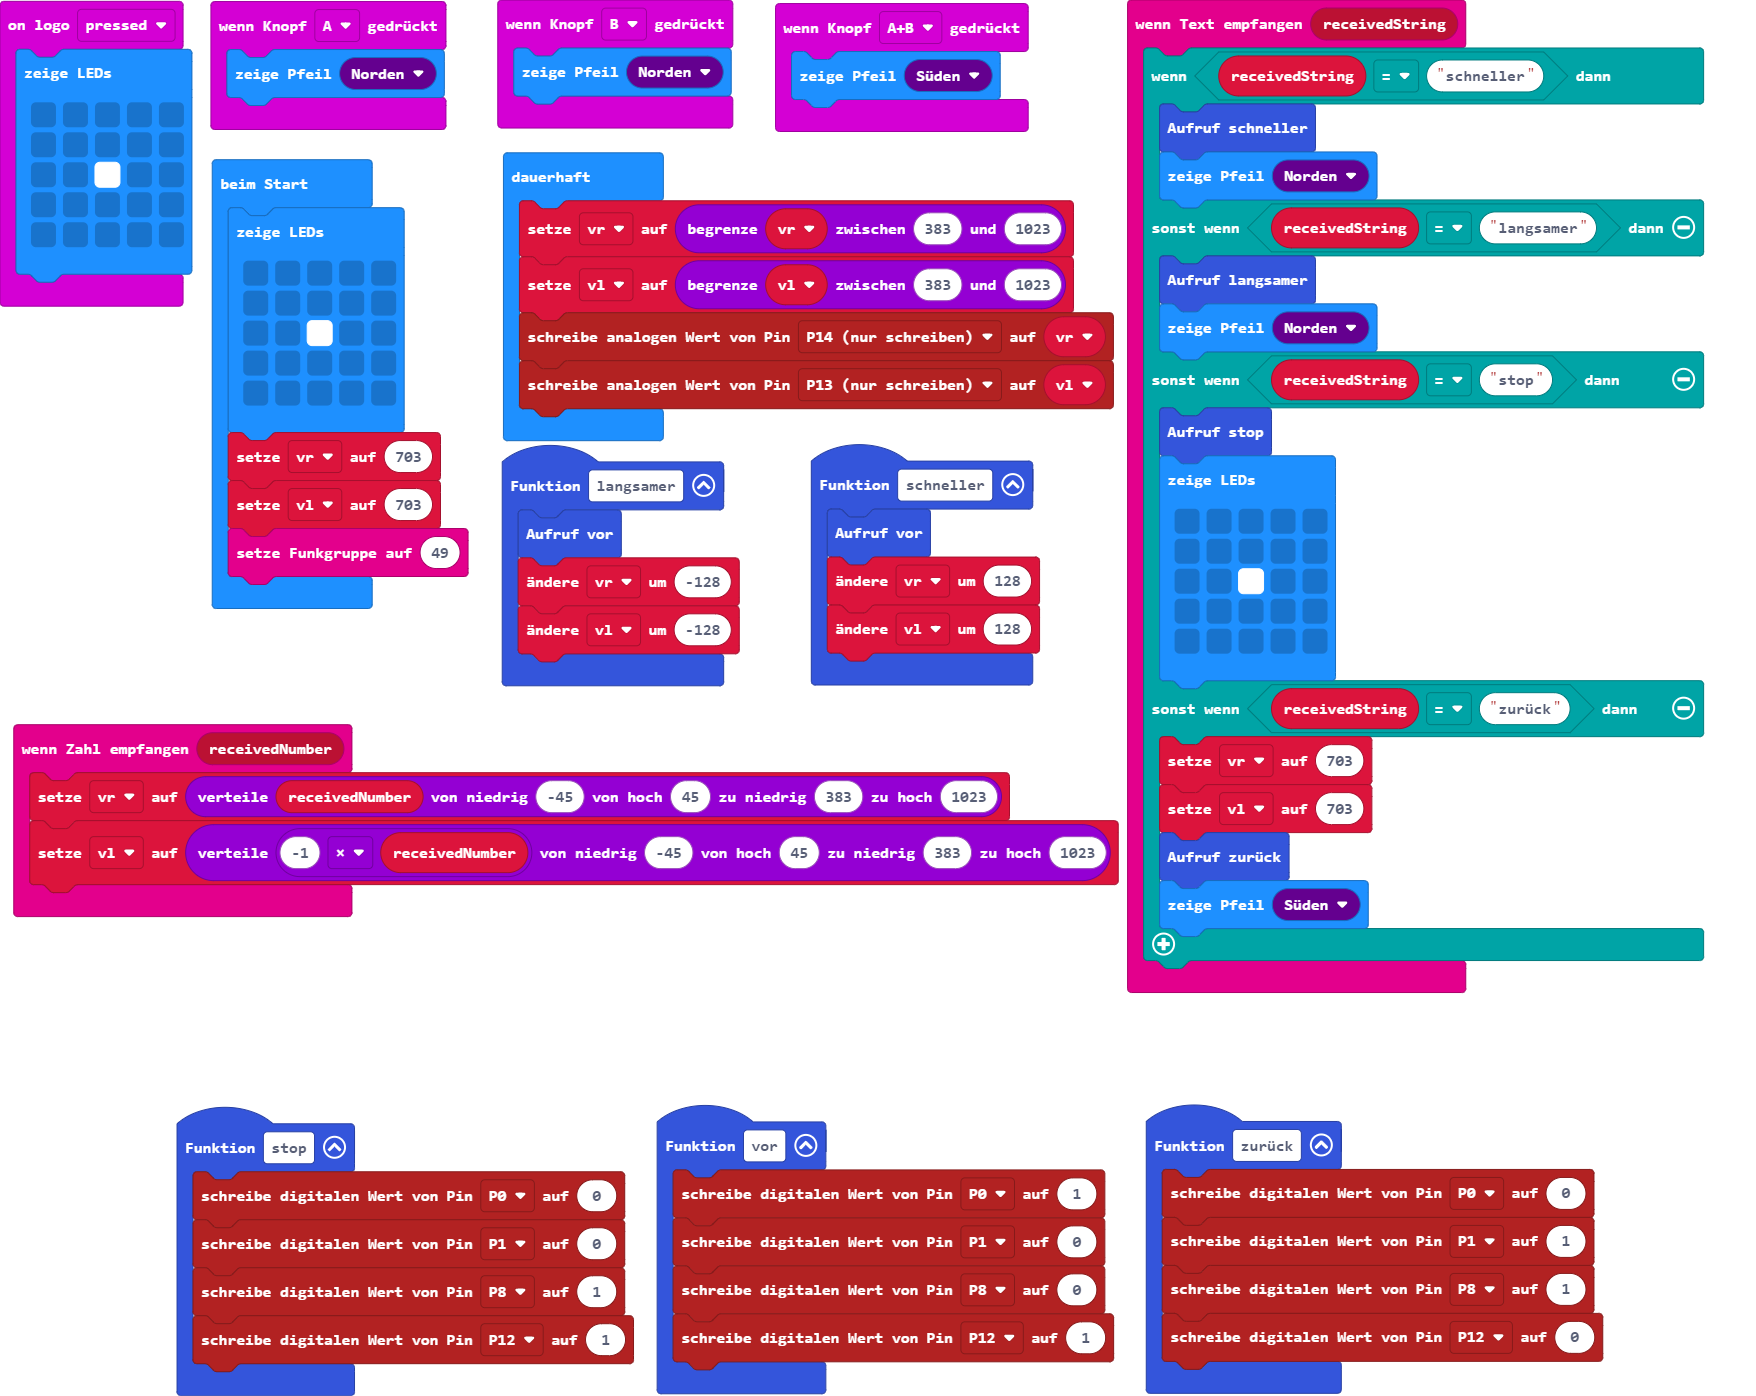 on logo pressed
zeige LEDs
wenn Knopf A gedrückt
zeige Pfeil Norden
wenn Knopf B gedrückt
zeige Pfeil Norden
wenn Knopf A+B gedrückt
zeige Pfeil Süden
beim Start
zeige LEDs
setze vr auf 703
setze vl auf 703
setze Funkgruppe auf 49
dauerhaft
setze vr auf begrenze vr zwischen 383 und 1023
setze vl auf begrenze vl zwischen 383 und 1023
schreibe analogen Wert von Pin P14 (nur schreiben) auf vr
schreibe analogen Wert von Pin P13 (nur schreiben) auf vl
Funktion langsamer
Aufruf vor
ändere vr um -128
ändere vl um -128
Funktion schneller
Aufruf vor
ändere vr um 128
ändere vl um 128
wenn Text empfangen receivedString
wenn receivedString = "schneller" dann
Aufruf schneller
zeige Pfeil Norden
sonst wenn receivedString = "langsamer" dann
Aufruf langsamer
zeige Pfeil Norden
sonst wenn receivedString = "stop" dann
Aufruf stop
zeige LEDs
sonst wenn receivedString = "zurück" dann
setze vr auf 703
setze vl auf 703
Aufruf zurück
zeige Pfeil Süden
wenn Zahl empfangen receivedNumber
setze vr auf verteile receivedNumber von niedrig -45 von hoch 45 zu niedrig 383 zu hoch 1023
setze vl auf verteile -1 × receivedNumber von niedrig -45 von hoch 45 zu niedrig 383 zu hoch 1023
Funktion stop
schreibe digitalen Wert von Pin P0 auf 0
schreibe digitalen Wert von Pin P1 auf 0
schreibe digitalen Wert von Pin P8 auf 1
schreibe digitalen Wert von Pin P12 auf 1
Funktion vor
schreibe digitalen Wert von Pin P0 auf 1
schreibe digitalen Wert von Pin P1 auf 0
schreibe digitalen Wert von Pin P8 auf 0
schreibe digitalen Wert von Pin P12 auf 1
Funktion zurück
schreibe digitalen Wert von Pin P0 auf 0
schreibe digitalen Wert von Pin P1 auf 1
schreibe digitalen Wert von Pin P8 auf 1
schreibe digitalen Wert von Pin P12 auf 0